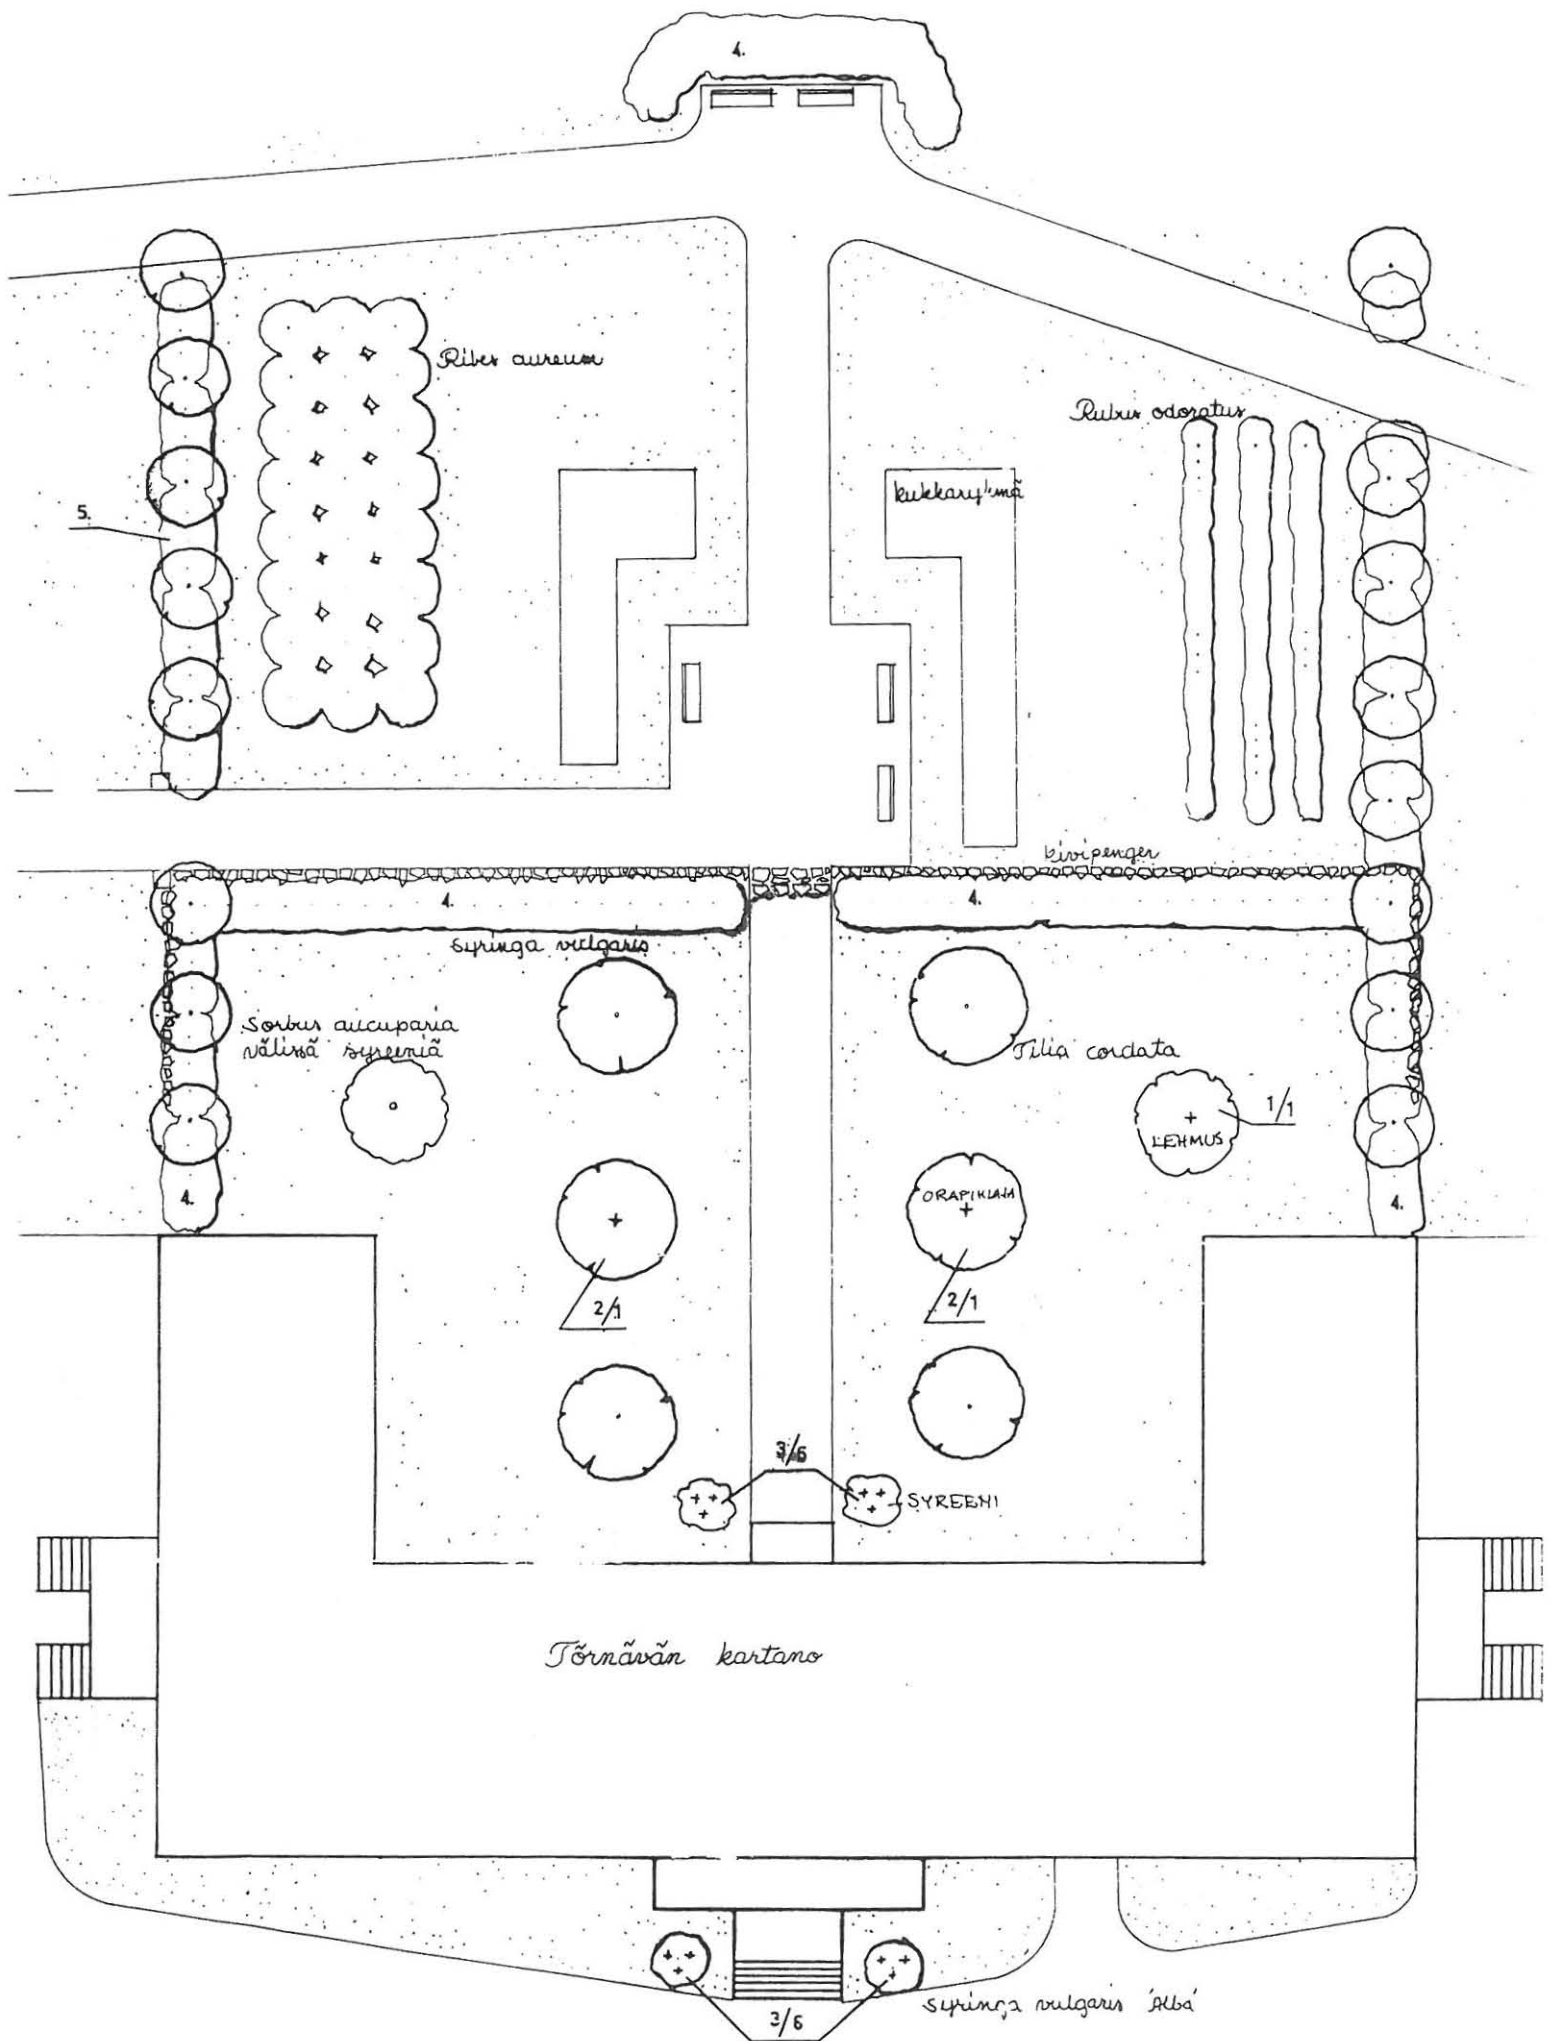 4.
Ribes aureum
Rubus odoratus
kukkaryhmä
5.
kivipenger
4.
4.
Syringa vulgaris
Sorbus aucuparia
välissä syreeniä
Tilia cordata
1/1
LEHMUS
4.
ORAPIHLAJA
4.
2/1
2/1
3/6
SYREENI
Törnävän kartano
Syringa vulgaris 'Alba'
3/6